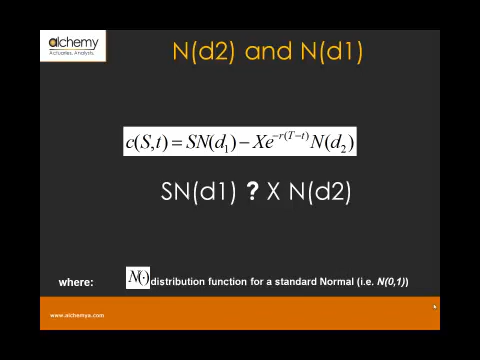 alchemy
Actuaries. Analysts.
N(d2) and N(d1)
c(S,t) = SN(d₁) − Xe^{−r(T−t)}N(d₂)
SN(d1) ? X N(d2)
where: N(·) distribution function for a standard Normal (i.e. N(0,1))
www.alchemya.com